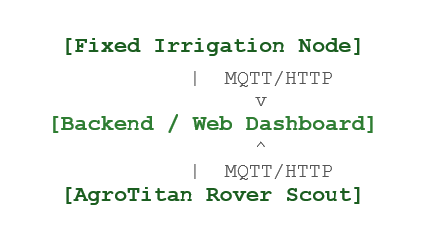 [Fixed Irrigation Node]
|  MQTT/HTTP
v
[Backend / Web Dashboard]
^
|  MQTT/HTTP
[AgroTitan Rover Scout]